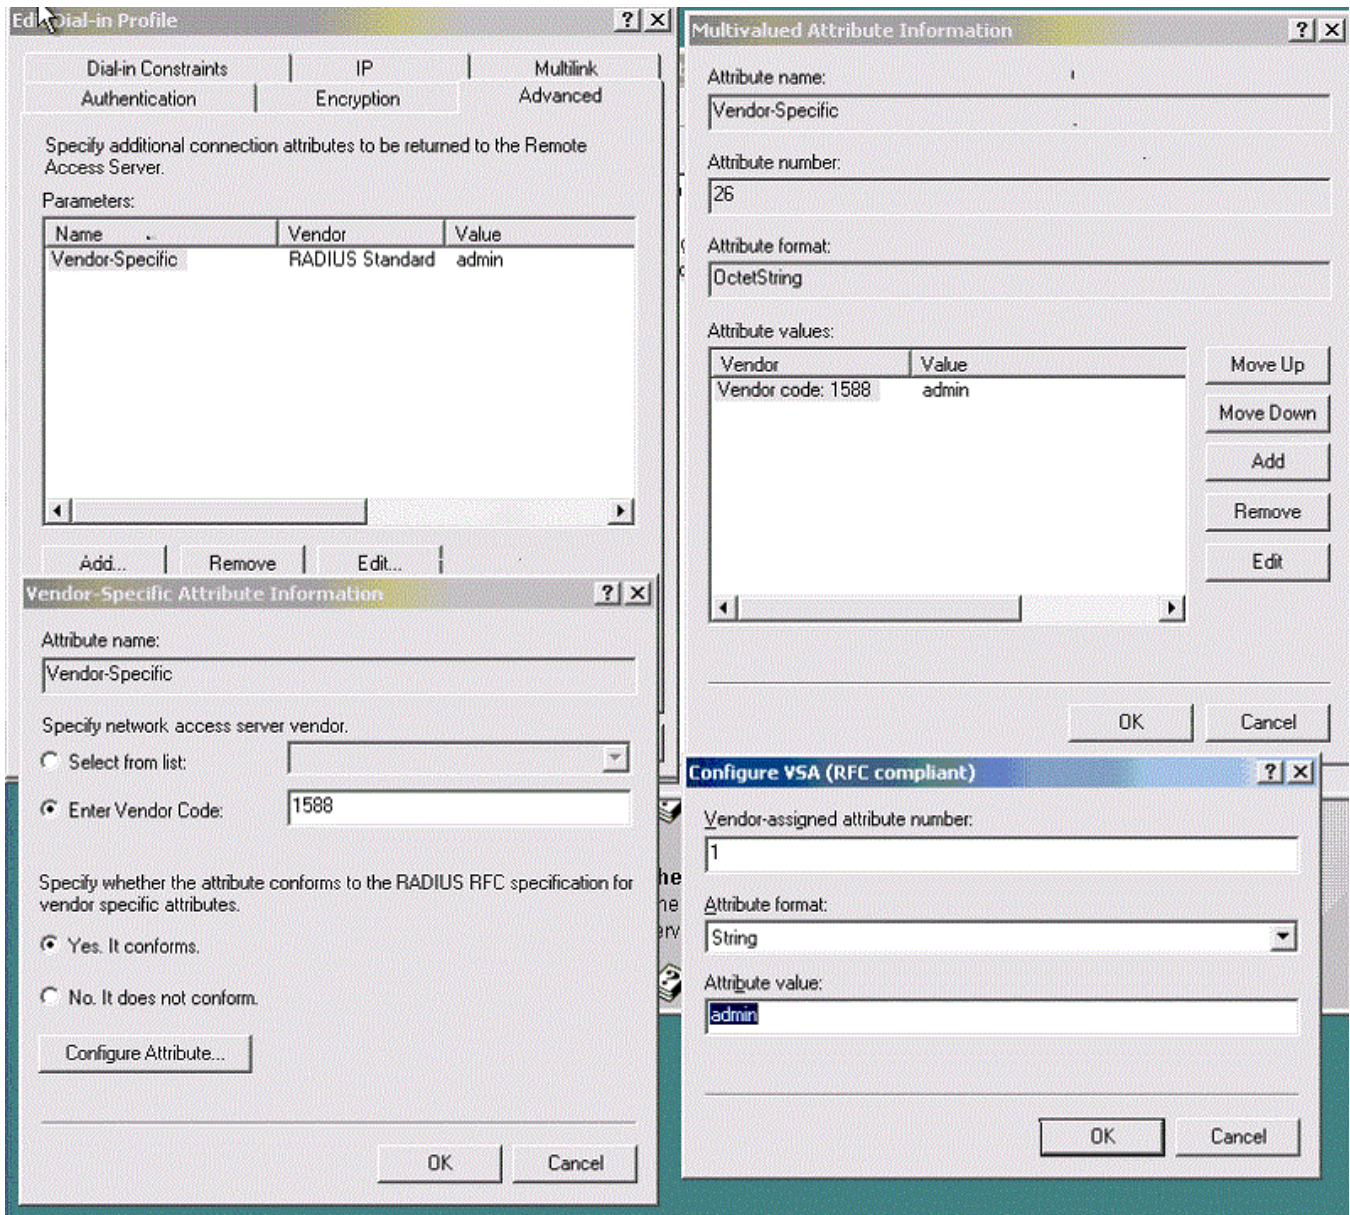 Edit Dial-in Profile
Dial-in Constraints IP Multilink
Authentication Encryption Advanced
Specify additional connection attributes to be returned to the Remote
Access Server.
Parameters:
Name Vendor Value
Vendor-Specific RADIUS Standard admin
Add... Remove Edit...
Multivalued Attribute Information
Attribute name:
Vendor-Specific
Attribute number:
26
Attribute format:
OctetString
Attribute values:
Vendor Value
Vendor code: 1588 admin
Move Up
Move Down
Add
Remove
Edit
OK Cancel
Vendor-Specific Attribute Information
Attribute name:
Vendor-Specific
Specify network access server vendor.
Select from list:
Enter Vendor Code: 1588
Specify whether the attribute conforms to the RADIUS RFC specification for
vendor specific attributes.
Yes. It conforms.
No. It does not conform.
Configure Attribute...
OK Cancel
Configure VSA (RFC compliant)
Vendor-assigned attribute number:
1
Attribute format:
String
Attribute value:
admin
OK Cancel